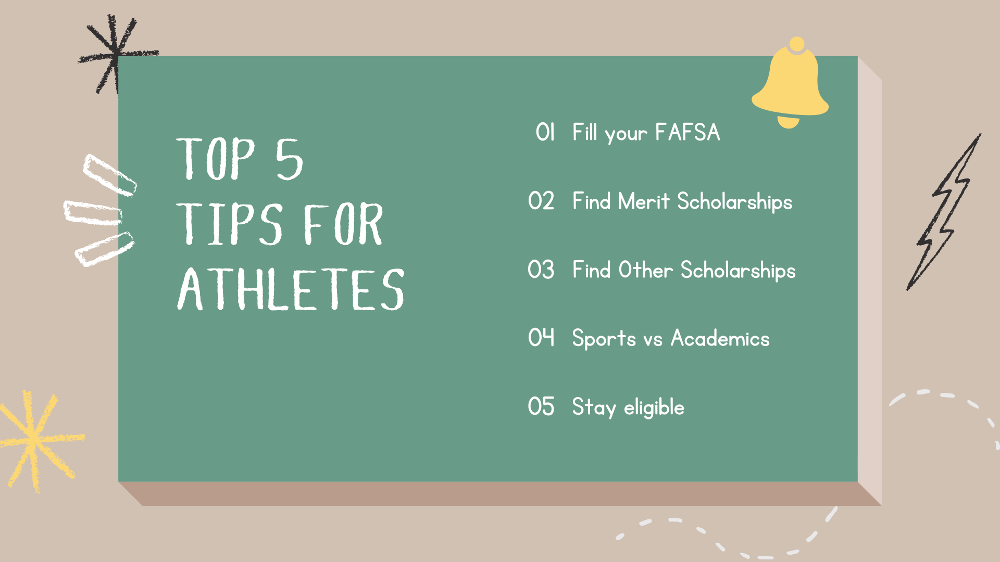 TOP 5
TIPS FOR
ATHLETES
01 Fill your FAFSA
02 Find Merit Scholarships
03 Find Other Scholarships
04 Sports vs Academics
05 Stay eligible